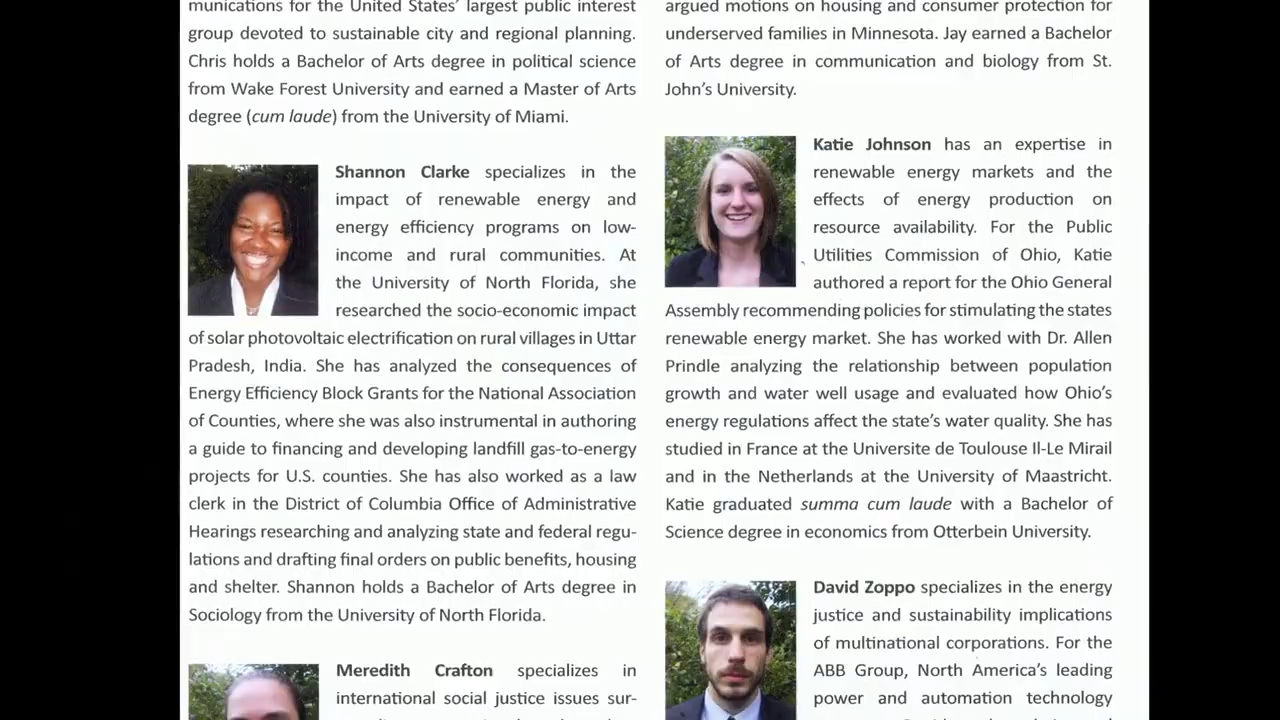 munications for the United States' largest public interest
group devoted to sustainable city and regional planning.
Chris holds a Bachelor of Arts degree in political science
from Wake Forest University and earned a Master of Arts
degree (cum laude) from the University of Miami.
Shannon Clarke specializes in the
impact of renewable energy and
energy efficiency programs on low-
income and rural communities. At
the University of North Florida, she
researched the socio-economic impact
of solar photovoltaic electrification on rural villages in Uttar
Pradesh, India. She has analyzed the consequences of
Energy Efficiency Block Grants for the National Association
of Counties, where she was also instrumental in authoring
a guide to financing and developing landfill gas-to-energy
projects for U.S. counties. She has also worked as a law
clerk in the District of Columbia Office of Administrative
Hearings researching and analyzing state and federal regu-
lations and drafting final orders on public benefits, housing
and shelter. Shannon holds a Bachelor of Arts degree in
Sociology from the University of North Florida.
Meredith Crafton specializes in
international social justice issues sur-
argued motions on housing and consumer protection for
underserved families in Minnesota. Jay earned a Bachelor
of Arts degree in communication and biology from St.
John's University.
Katie Johnson has an expertise in
renewable energy markets and the
effects of energy production on
resource availability. For the Public
Utilities Commission of Ohio, Katie
authored a report for the Ohio General
Assembly recommending policies for stimulating the states
renewable energy market. She has worked with Dr. Allen
Prindle analyzing the relationship between population
growth and water well usage and evaluated how Ohio's
energy regulations affect the state's water quality. She has
studied in France at the Universite de Toulouse Il-Le Mirail
and in the Netherlands at the University of Maastricht.
Katie graduated summa cum laude with a Bachelor of
Science degree in economics from Otterbein University.
David Zoppo specializes in the energy
justice and sustainability implications
of multinational corporations. For the
ABB Group, North America's leading
power and automation technology